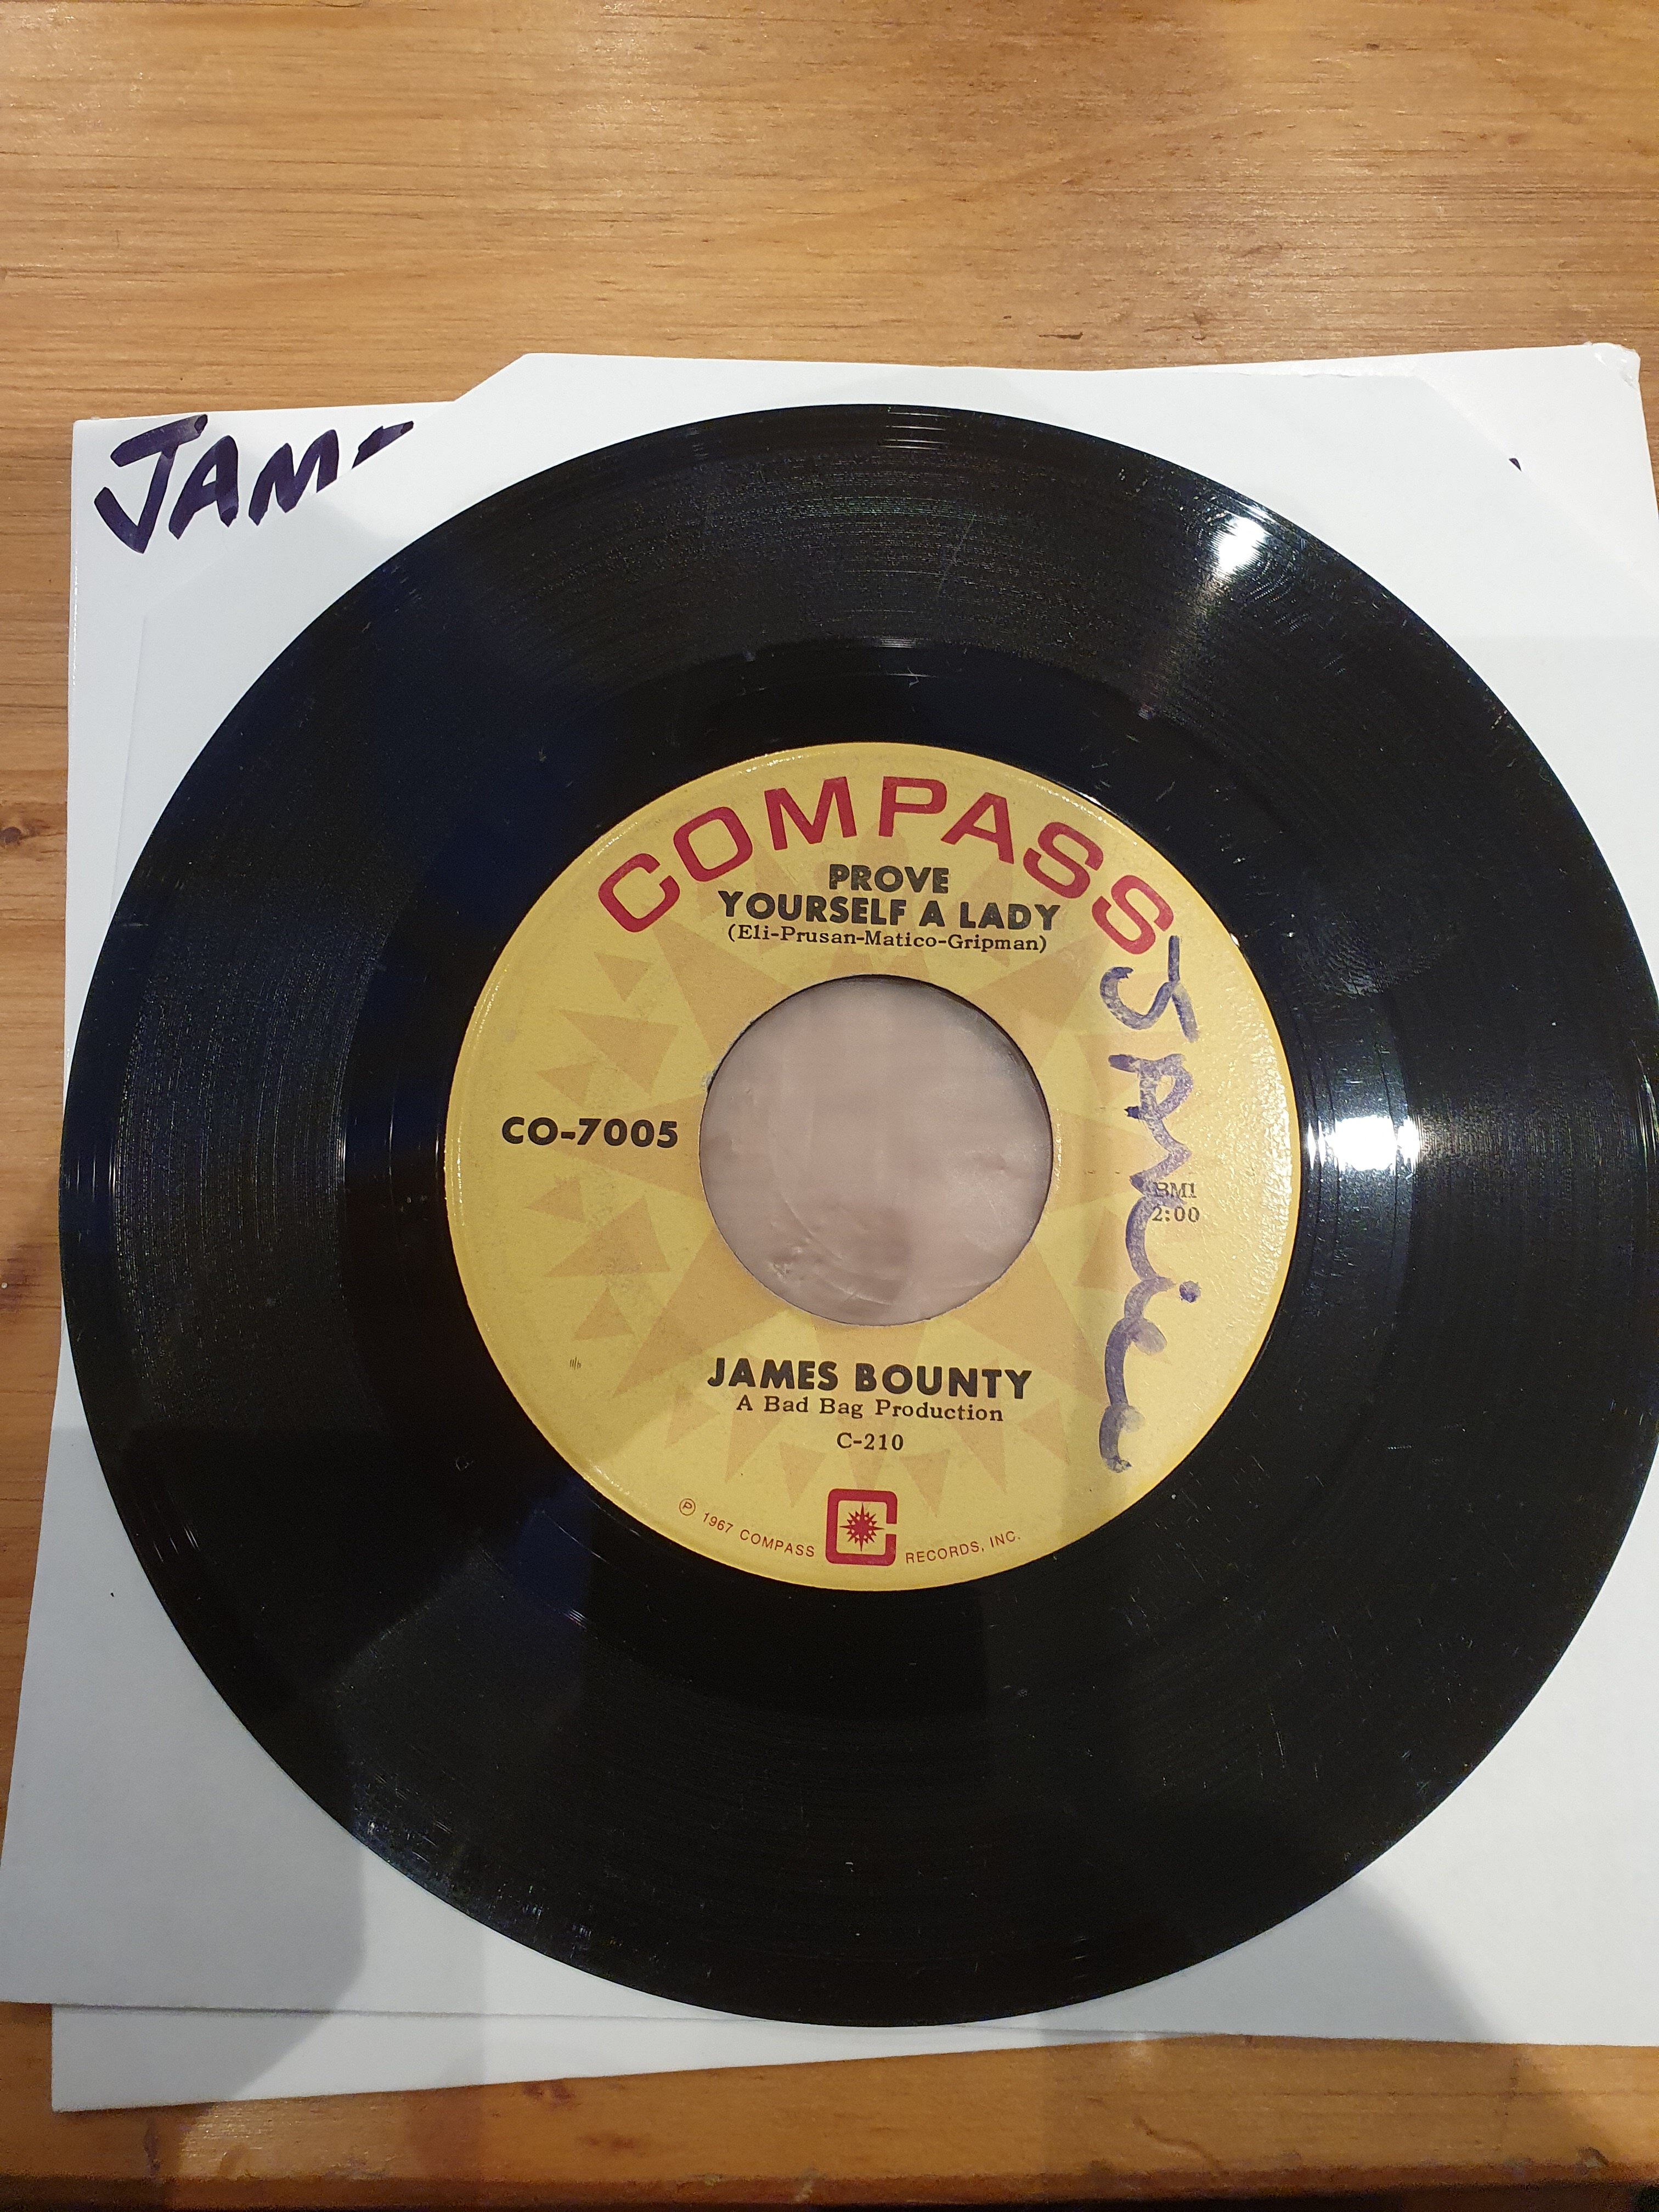 JAM
COMPASS
PROVE
YOURSELF A LADY
(Eli-Prusan-Matico-Gripman)
CO-7005
BMI
2:00
JAMES BOUNTY
A Bad Bag Production
C-210
℗ 1967 COMPASS RECORDS, INC.